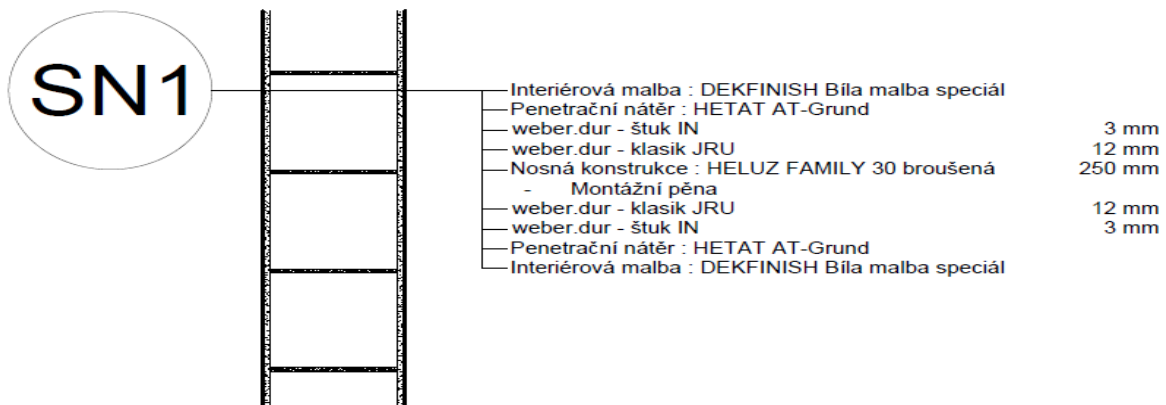 SN1
Interiérová malba : DEKFINISH Bíla malba speciál
Penetrační nátěr : HETAT AT-Grund
weber.dur - štuk IN 3 mm
weber.dur - klasik JRU 12 mm
Nosná konstrukce : HELUZ FAMILY 30 broušená 250 mm
- Montážní pěna
weber.dur - klasik JRU 12 mm
weber.dur - štuk IN 3 mm
Penetrační nátěr : HETAT AT-Grund
Interiérová malba : DEKFINISH Bíla malba speciál